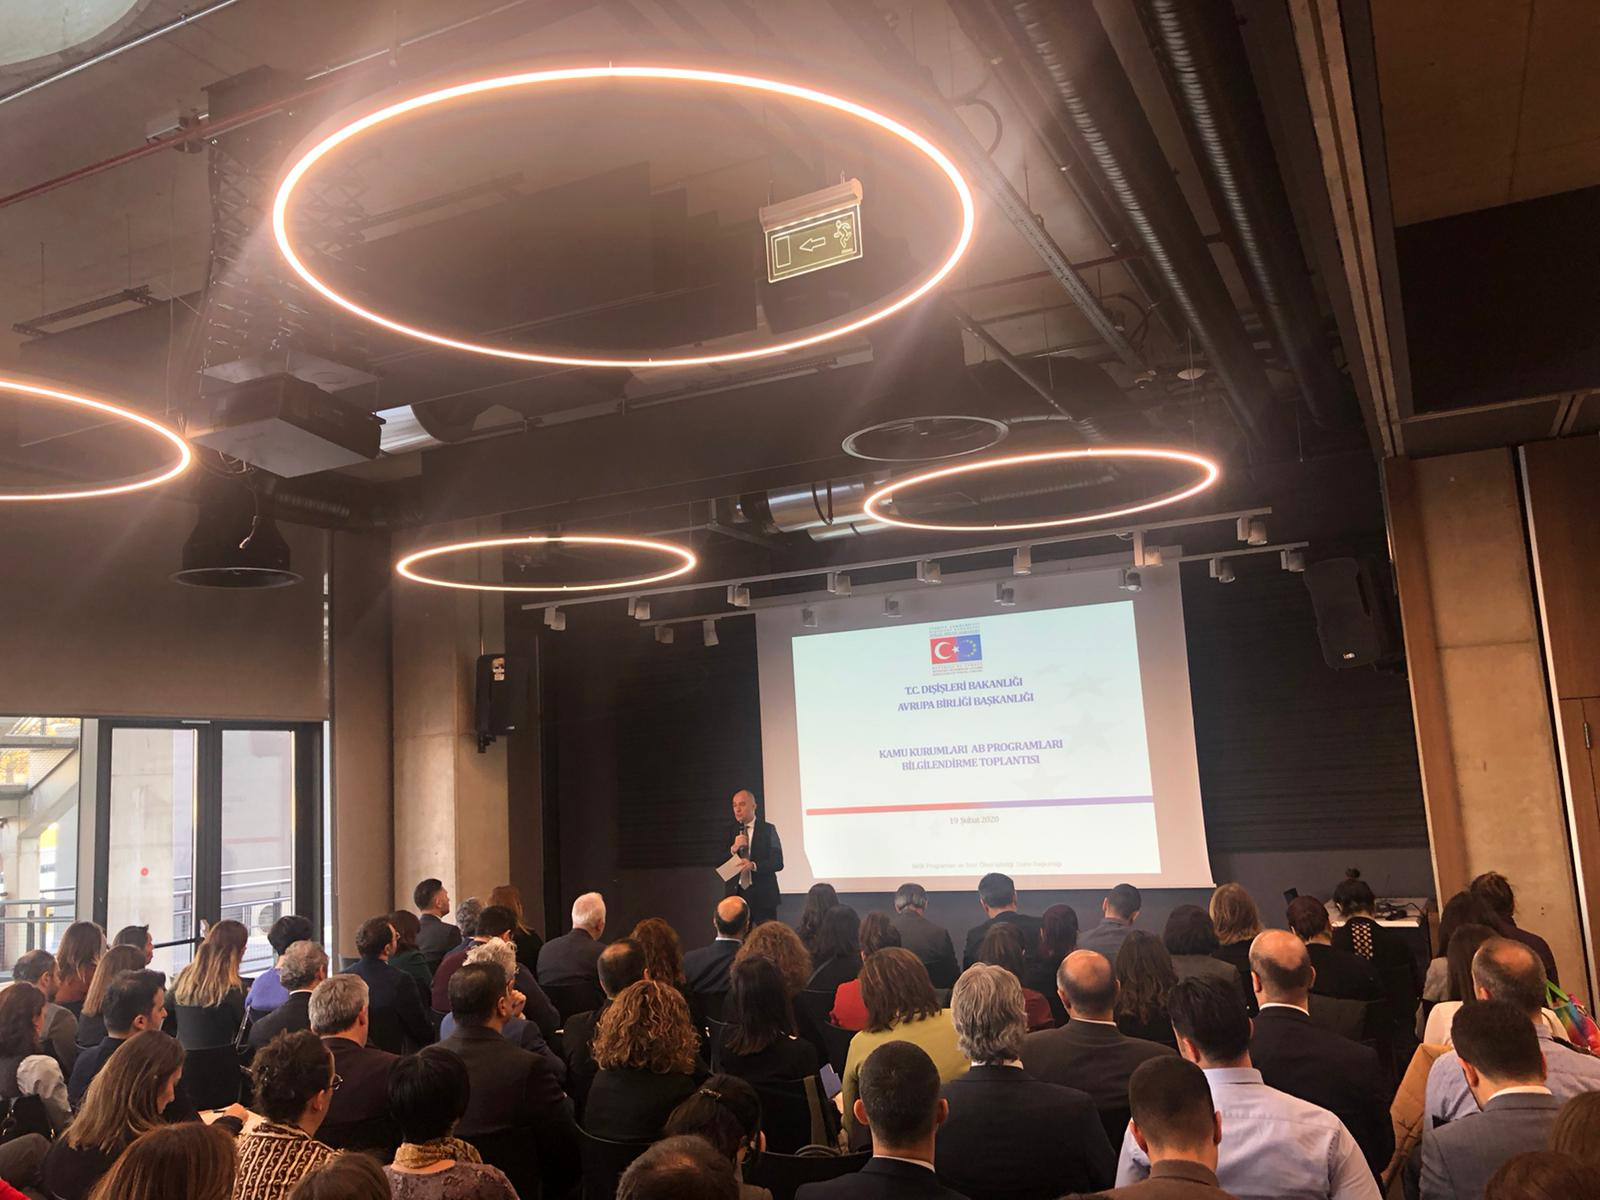 T.C. DIŞİŞLERİ BAKANLIĞI
AVRUPA BİRLİĞİ BAŞKANLIĞI
KAMU KURUMLARI AB PROGRAMLARI
BİLGİLENDİRME TOPLANTISI
19 Şubat 2020